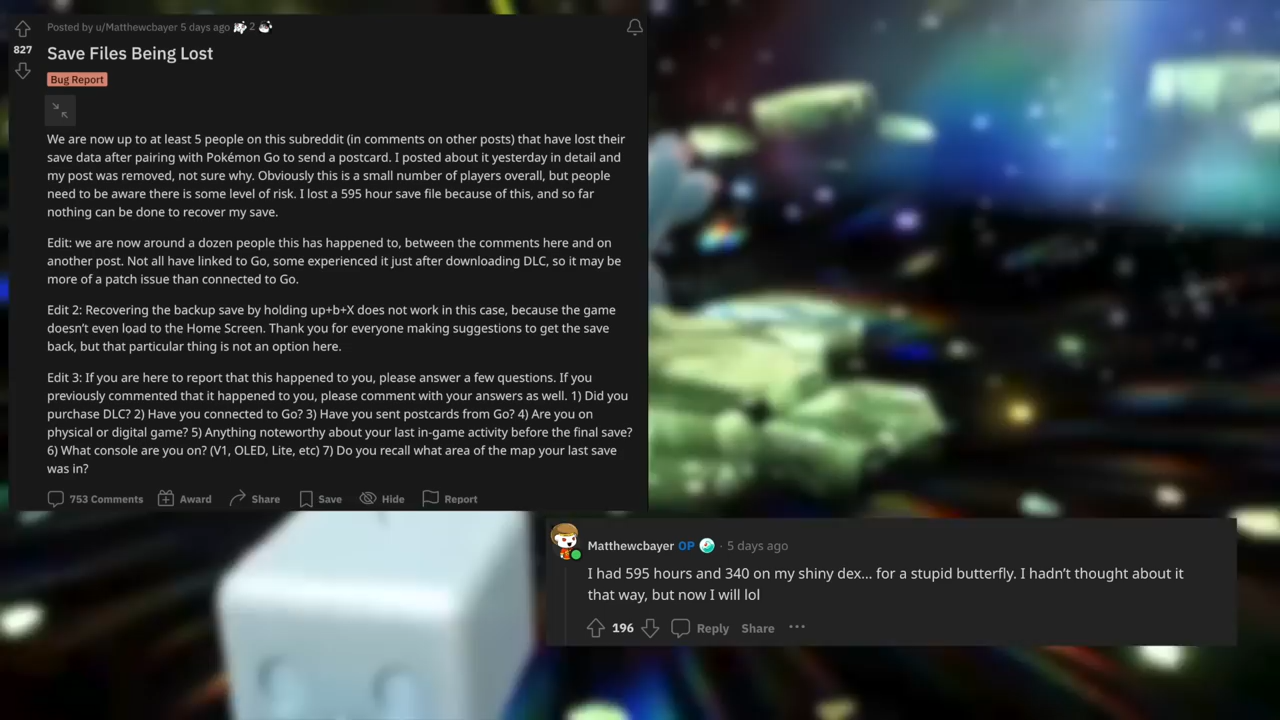 Posted by u/Matthewcbayer 5 days ago 2
827
Save Files Being Lost
Bug Report
We are now up to at least 5 people on this subreddit (in comments on other posts) that have lost their
save data after pairing with Pokémon Go to send a postcard. I posted about it yesterday in detail and
my post was removed, not sure why. Obviously this is a small number of players overall, but people
need to be aware there is some level of risk. I lost a 595 hour save file because of this, and so far
nothing can be done to recover my save.
Edit: we are now around a dozen people this has happened to, between the comments here and on
another post. Not all have linked to Go, some experienced it just after downloading DLC, so it may be
more of a patch issue than connected to Go.
Edit 2: Recovering the backup save by holding up+b+X does not work in this case, because the game
doesn't even load to the Home Screen. Thank you for everyone making suggestions to get the save
back, but that particular thing is not an option here.
Edit 3: If you are here to report that this happened to you, please answer a few questions. If you
previously commented that it happened to you, please comment with your answers as well. 1) Did you
purchase DLC? 2) Have you connected to Go? 3) Have you sent postcards from Go? 4) Are you on
physical or digital game? 5) Anything noteworthy about your last in-game activity before the final save?
6) What console are you on? (V1, OLED, Lite, etc) 7) Do you recall what area of the map your last save
was in?
753 Comments Award Share Save Hide Report
Matthewcbayer OP · 5 days ago
I had 595 hours and 340 on my shiny dex... for a stupid butterfly. I hadn't thought about it
that way, but now I will lol
196 Reply Share ···